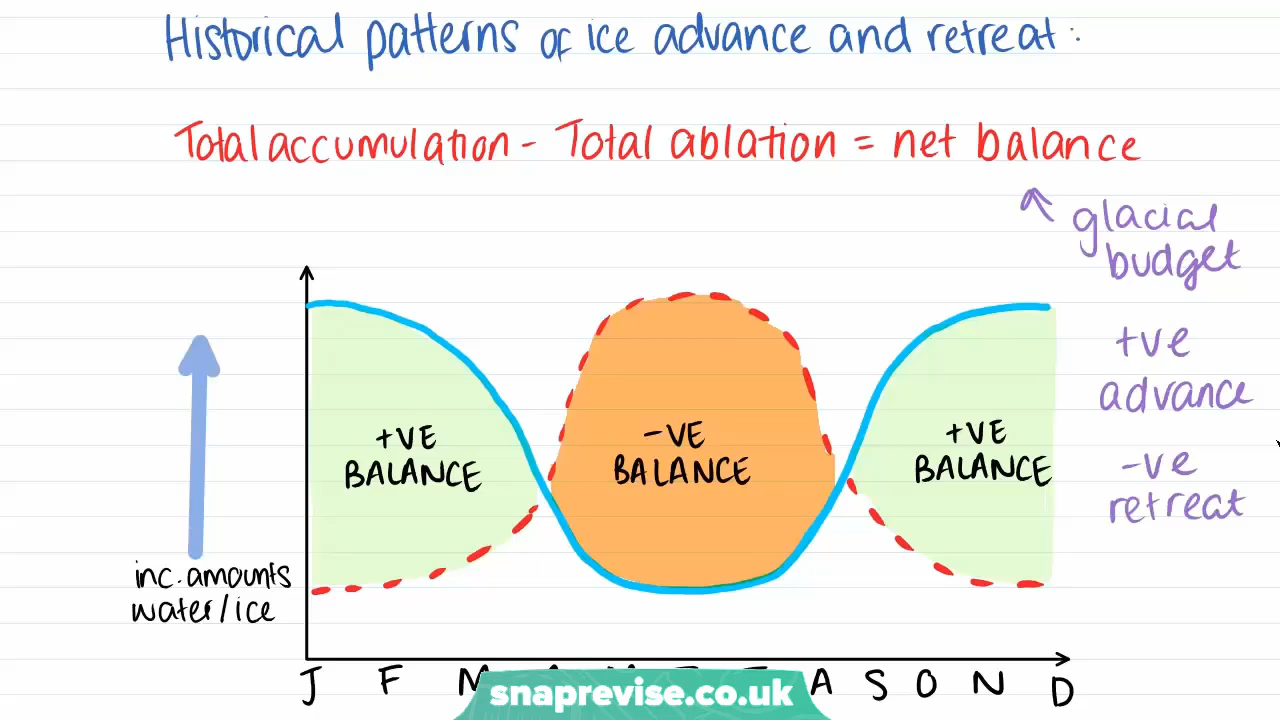 Historical patterns of ice advance and retreat:
Total accumulation - Total ablation = net balance
glacial
budget
+ve
advance
-ve
retreat
+VE
BALANCE
-VE
BALANCE
+VE
BALANCE
inc. amounts
water/ice
J F M A S O N D
snaprevise.co.uk